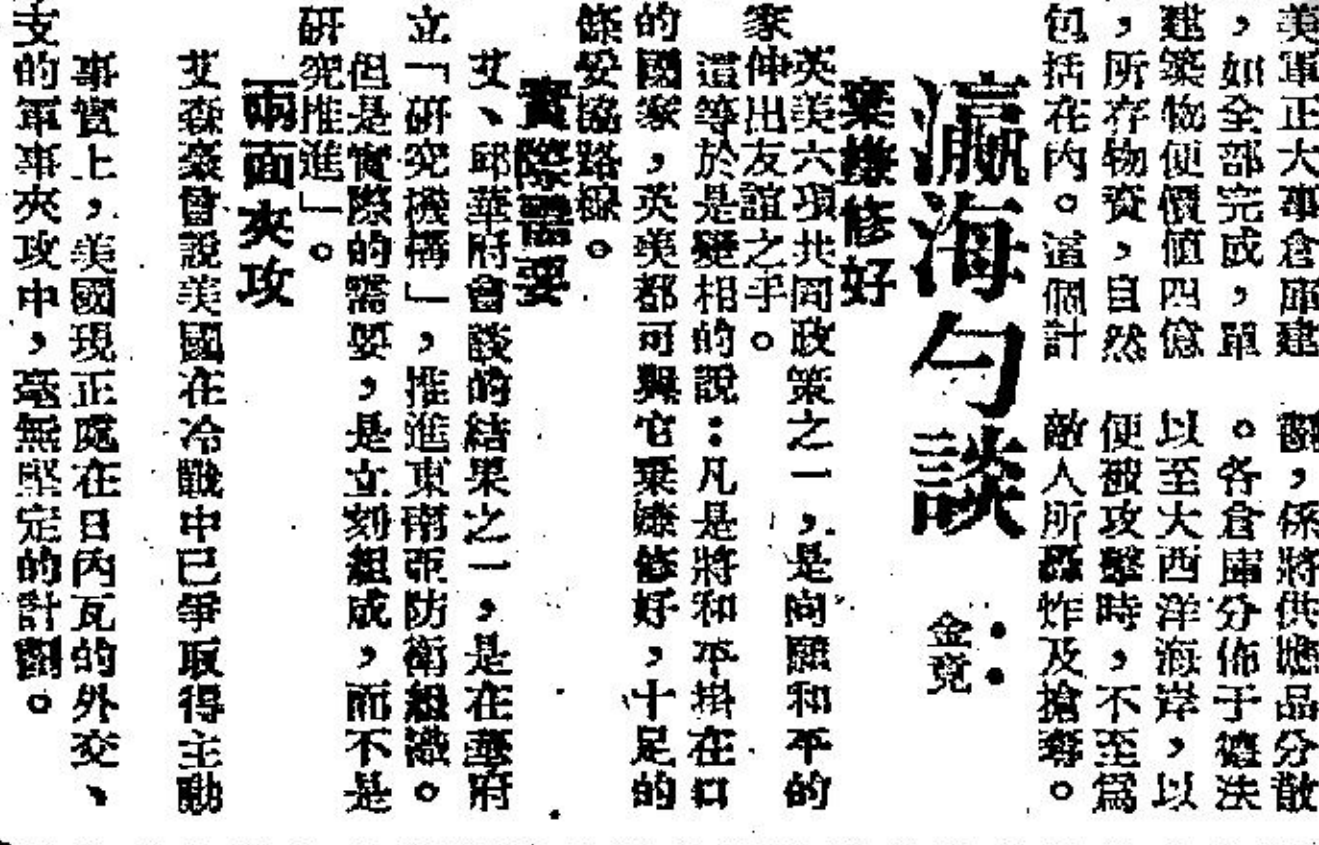 美軍正大事倉庫建
，如全部完成，單
建築物便價值四億
，所存物資，自然
包括在內。這個計
劃，係將供應品分散
。各倉庫分佈于德法
以至大西洋海岸，以
便被攻擊時，不至爲
敵人所轟炸及搶奪。
瀛海勺談
：金竟
棄嫌修好
英美六項共同政策之一，是向愿和平的
家伸出友誼之手。
這等於是變相的說：凡是將和平掛在口
的國家，英美都可與它棄嫌修好，十足的
條妥協路線。
實際需要
艾、邱華府會談的結果之一，是在華府
立「研究機構」，推進東南亞防衛組織。
但是實際的需要，是立刻組成，而不是
研究推進」。
兩面夾攻
艾森豪曾說美國在冷戰中已爭取得主動
事實上，美國現正處在日內瓦的外交、
支的軍事夾攻中，毫無堅定的計劃。